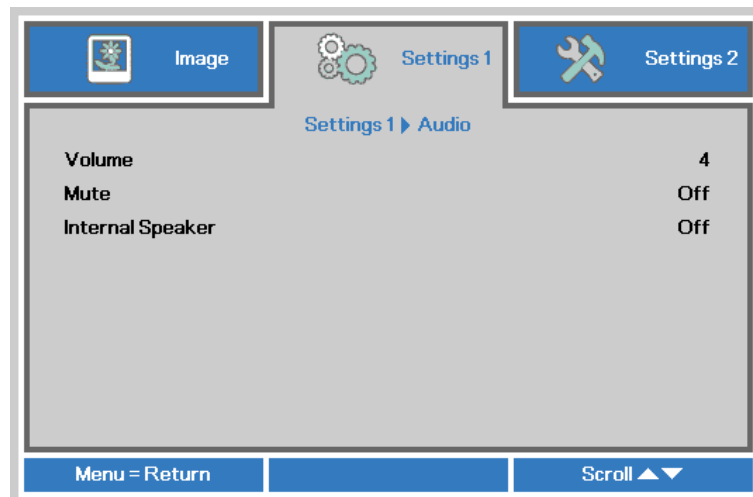 Image
Settings 1
Settings 2
Settings 1 ▶ Audio
Volume 4
Mute Off
Internal Speaker Off
Menu = Return
Scroll ▲▼